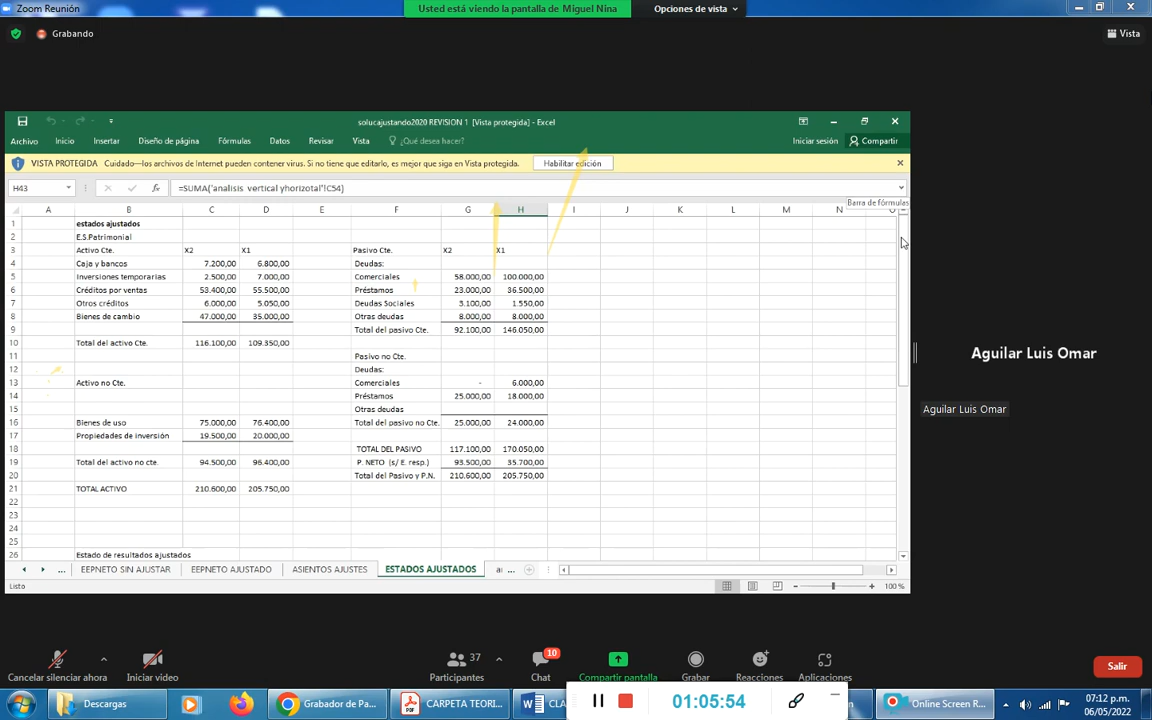 Zoom Reunión
Usted está viendo la pantalla de Miguel Nina
Opciones de vista
Grabando
Vista
solucajustando2020 REVISION 1 [Vista protegida] - Excel
Archivo Inicio Diseño de página Fórmulas Datos Revisar Vista ¿Qué desea hacer? Iniciar sesión Compartir
VISTA PROTEGIDA Cuidado—los archivos de Internet pueden contener virus. Si no tiene que editarlo, es mejor que siga en Vista protegida. Habilitar edición
H43 fx =SUMA('analisis vertical yhorizotal'!C54)
Barra de fórmulas
A B C D E F G H I J K L M N
1 estados ajustados
2 E.S.Patrimonial
3 Activo Cte. X2 X1 Pasivo Cte. X2 X1
4 Caja y bancos 7.200,00 6.800,00 Deudas:
5 Inversiones temporarias 2.500,00 7.000,00 Comerciales 58.000,00 100.000,00
6 Créditos por ventas 53.400,00 55.500,00 Préstamos 23.000,00 36.500,00
7 Otros créditos 6.000,00 5.050,00 Deudas Sociales 3.100,00 1.550,00
8 Bienes de cambio 47.000,00 35.000,00 Otras deudas 8.000,00 8.000,00
9 Total del pasivo Cte. 92.100,00 146.050,00
10 Total del activo Cte. 116.100,00 109.350,00
11 Pasivo no Cte.
12 Deudas:
13 Activo no Cte. Comerciales - 6.000,00
14 Préstamos 25.000,00 18.000,00
15 Otras deudas
16 Bienes de uso 75.000,00 76.400,00 Total del pasivo no Cte. 25.000,00 24.000,00
17 Propiedades de inversión 19.500,00 20.000,00
18 TOTAL DEL PASIVO 117.100,00 170.050,00
19 Total del activo no cte. 94.500,00 96.400,00 P. NETO (s/ E. resp.) 93.500,00 35.700,00
20 Total del Pasivo y P.N. 210.600,00 205.750,00
21 TOTAL ACTIVO 210.600,00 205.750,00
22
23
24
25
26 Estado de resultados ajustados
... EEPNETO SIN AJUSTAR EEPNETO AJUSTADO ASIENTOS AJUSTES ESTADOS AJUSTADOS ...
Listo 100 %
Aguilar Luis Omar
Aguilar Luis Omar
Cancelar silenciar ahora
Iniciar video
37
Participantes
10
Chat
Compartir pantalla
Grabar
Reacciones
Aplicaciones
Salir
01:05:54
Descargas
Grabador de Pa...
CARPETA TEORI...
CLA
Online Screen R...
07:12 p.m.
06/05/2022